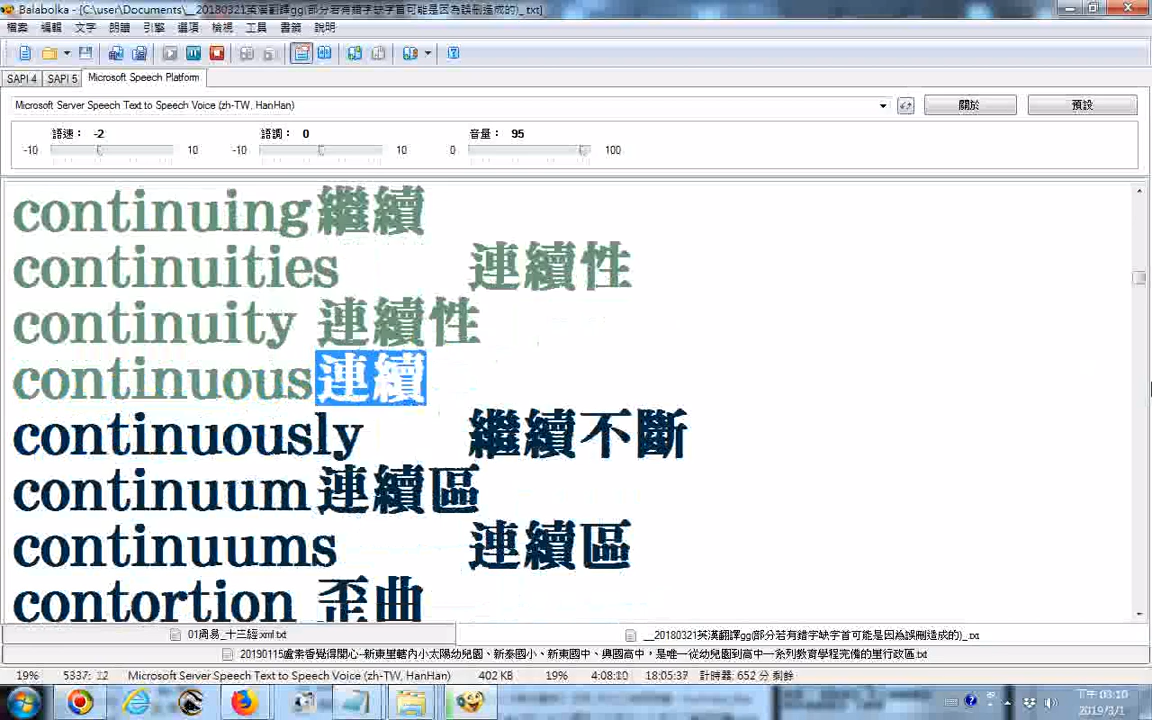 Balabolka - [C:\user\Documents\__20180321英漢翻譯gg(部分若有錯字缺字首可能是因為誤刪造成的)_.txt]
檔案 編輯 文字 朗讀 引擎 選項 檢視 工具 書籤 說明
SAPI 4 SAPI 5 Microsoft Speech Platform
Microsoft Server Speech Text to Speech Voice (zh-TW, HanHan) 關於 預設
語速： -2 語調： 0 音量： 95
-10 10 -10 10 0 100
continuing 繼續
continuities 連續性
continuity 連續性
continuous 連續
continuously 繼續不斷
continuum 連續區
continuums 連續區
contortion 歪曲
01周易_十三經.xml.txt __20180321英漢翻譯gg(部分若有錯字缺字首可能是因為誤刪造成的)_.txt
20190115盧素香覺得開心-新東里轄內小太陽幼兒園、新泰國小、新東國中、興國高中，是唯一從幼兒園到高中一系列教育學程完備的里行政區.txt
19% 5337: 12 Microsoft Server Speech Text to Speech Voice (zh-TW, HanHan) 402 KB 19% 4:08:10 18:05:37 計時器: 652 分 剩餘
下午 03:10
2019/3/1